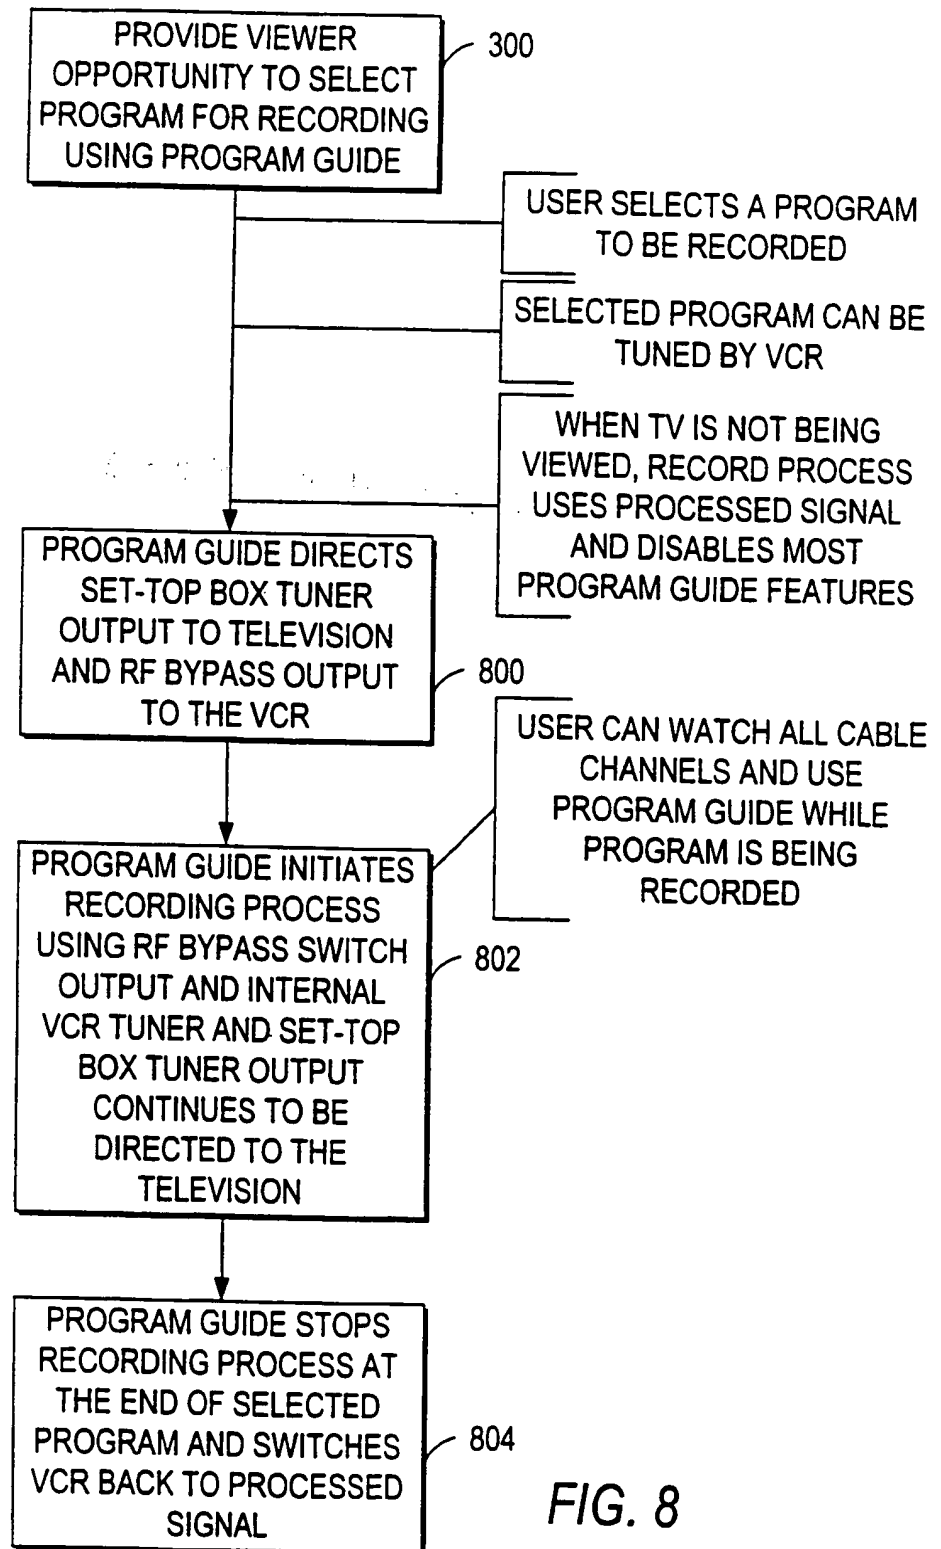 PROVIDE VIEWER
OPPORTUNITY TO SELECT
PROGRAM FOR RECORDING
USING PROGRAM GUIDE
300
USER SELECTS A PROGRAM
TO BE RECORDED
SELECTED PROGRAM CAN BE
TUNED BY VCR
WHEN TV IS NOT BEING
VIEWED, RECORD PROCESS
USES PROCESSED SIGNAL
AND DISABLES MOST
PROGRAM GUIDE FEATURES
PROGRAM GUIDE DIRECTS
SET-TOP BOX TUNER
OUTPUT TO TELEVISION
AND RF BYPASS OUTPUT
TO THE VCR
800
USER CAN WATCH ALL CABLE
CHANNELS AND USE
PROGRAM GUIDE WHILE
PROGRAM IS BEING
RECORDED
PROGRAM GUIDE INITIATES
RECORDING PROCESS
USING RF BYPASS SWITCH
OUTPUT AND INTERNAL
VCR TUNER AND SET-TOP
BOX TUNER OUTPUT
CONTINUES TO BE
DIRECTED TO THE
TELEVISION
802
PROGRAM GUIDE STOPS
RECORDING PROCESS AT
THE END OF SELECTED
PROGRAM AND SWITCHES
VCR BACK TO PROCESSED
SIGNAL
804
FIG. 8